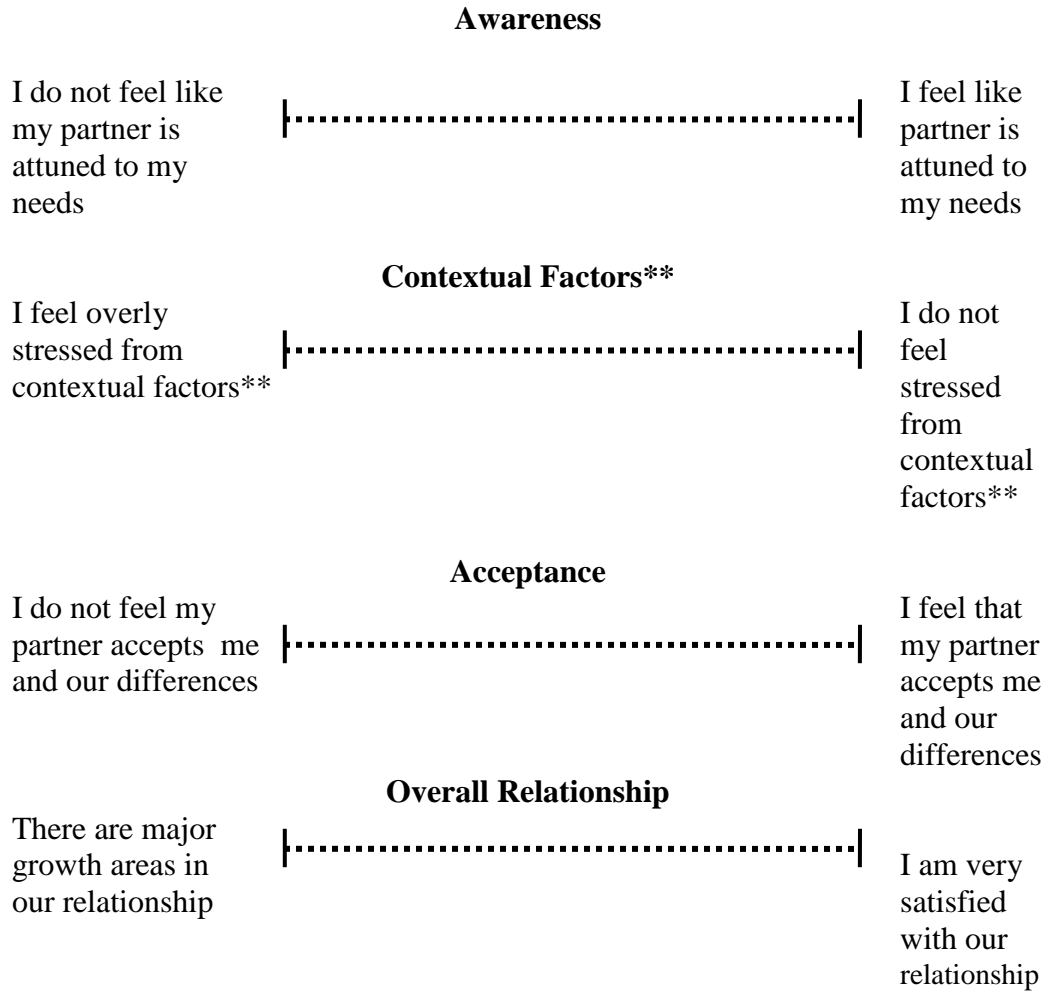 Awareness
I do not feel like
my partner is
attuned to my
needs
I feel like
partner is
attuned to
my needs
Contextual Factors**
I feel overly
stressed from
contextual factors**
I do not
feel
stressed
from
contextual
factors**
Acceptance
I do not feel my
partner accepts  me
and our differences
I feel that
my partner
accepts me
and our
differences
Overall Relationship
There are major
growth areas in
our relationship
I am very
satisfied
with our
relationship